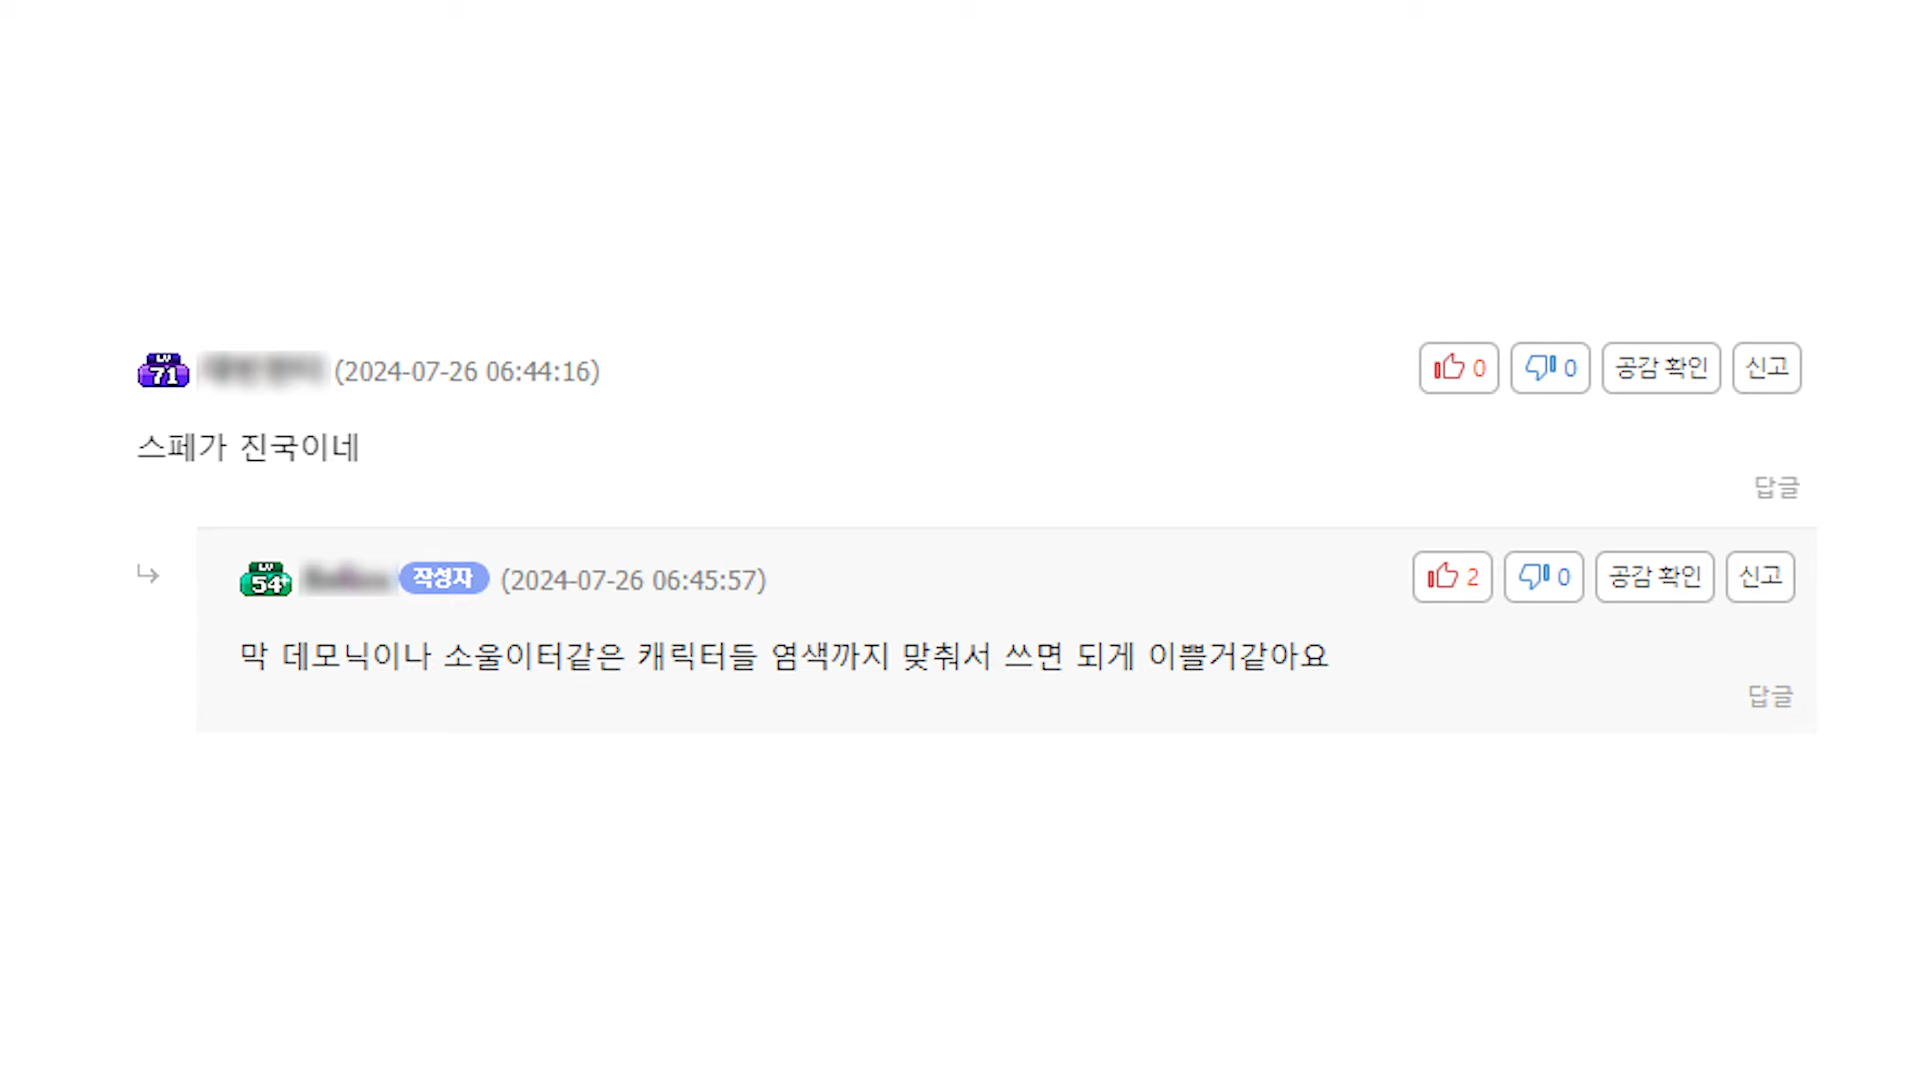 LV 71 (2024-07-26 06:44:16) 0 0 공감 확인 신고
스페가 진국이네
답글
LV 54+ 작성자 (2024-07-26 06:45:57) 2 0 공감 확인 신고
막 데모닉이나 소울이터같은 캐릭터들 염색까지 맞춰서 쓰면 되게 이쁠거같아요
답글